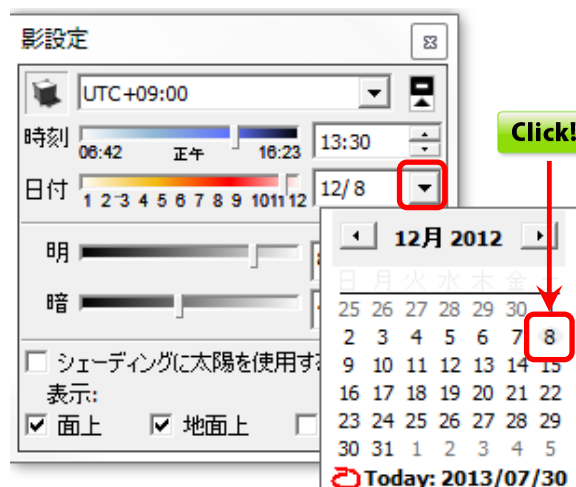 影設定
UTC+09:00
時刻 06:42 正午 16:23 13:30
Click!
日付 1 2 3 4 5 6 7 8 9 10 11 12 12/ 8
12月 2012
明
日 月 火 水 木 金
25 26 27 28 29 30
暗
2 3 4 5 6 7 8
9 10 11 12 13 14 15
シェーディングに太陽を使用す
16 17 18 19 20 21 22
表示:
23 24 25 26 27 28 29
面上 地面上
30 31 1 2 3 4 5
Today: 2013/07/30